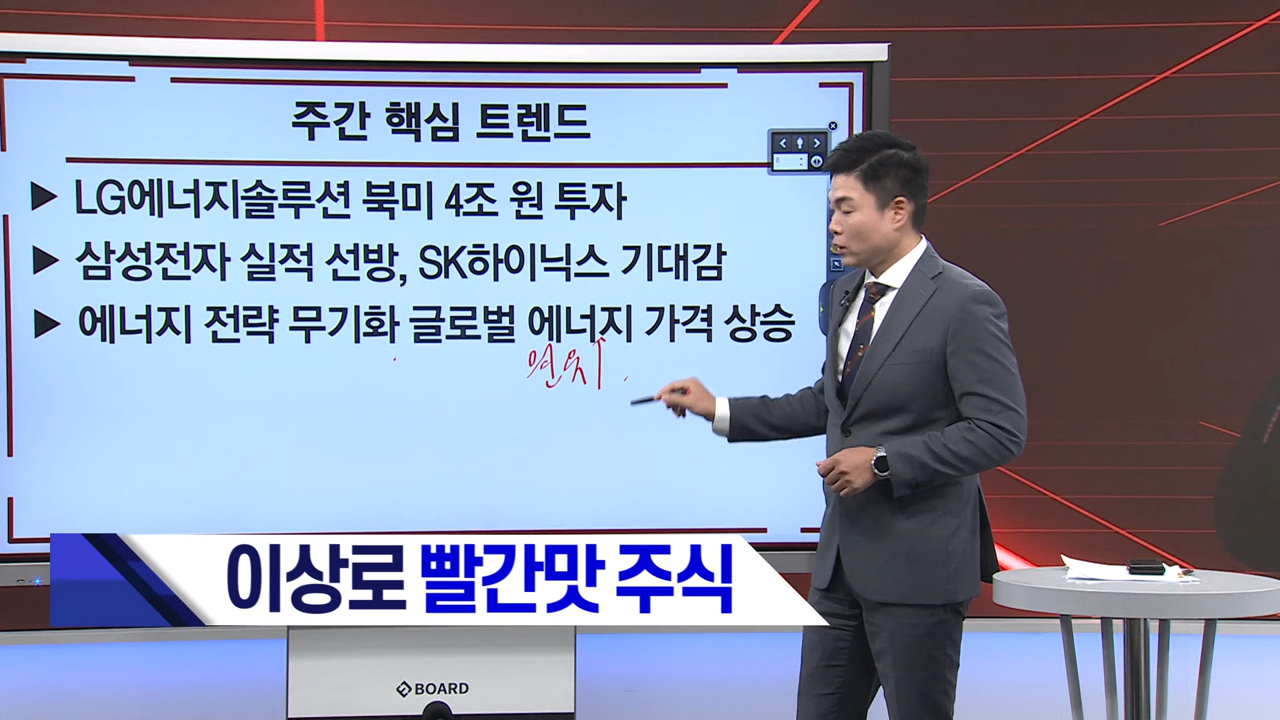 주간 핵심 트렌드
▶ LG에너지솔루션 북미 4조 원 투자
▶ 삼성전자 실적 선방, SK하이닉스 기대감
▶ 에너지 전략 무기화 글로벌 에너지 가격 상승
이상로 빨간맛 주식
BOARD